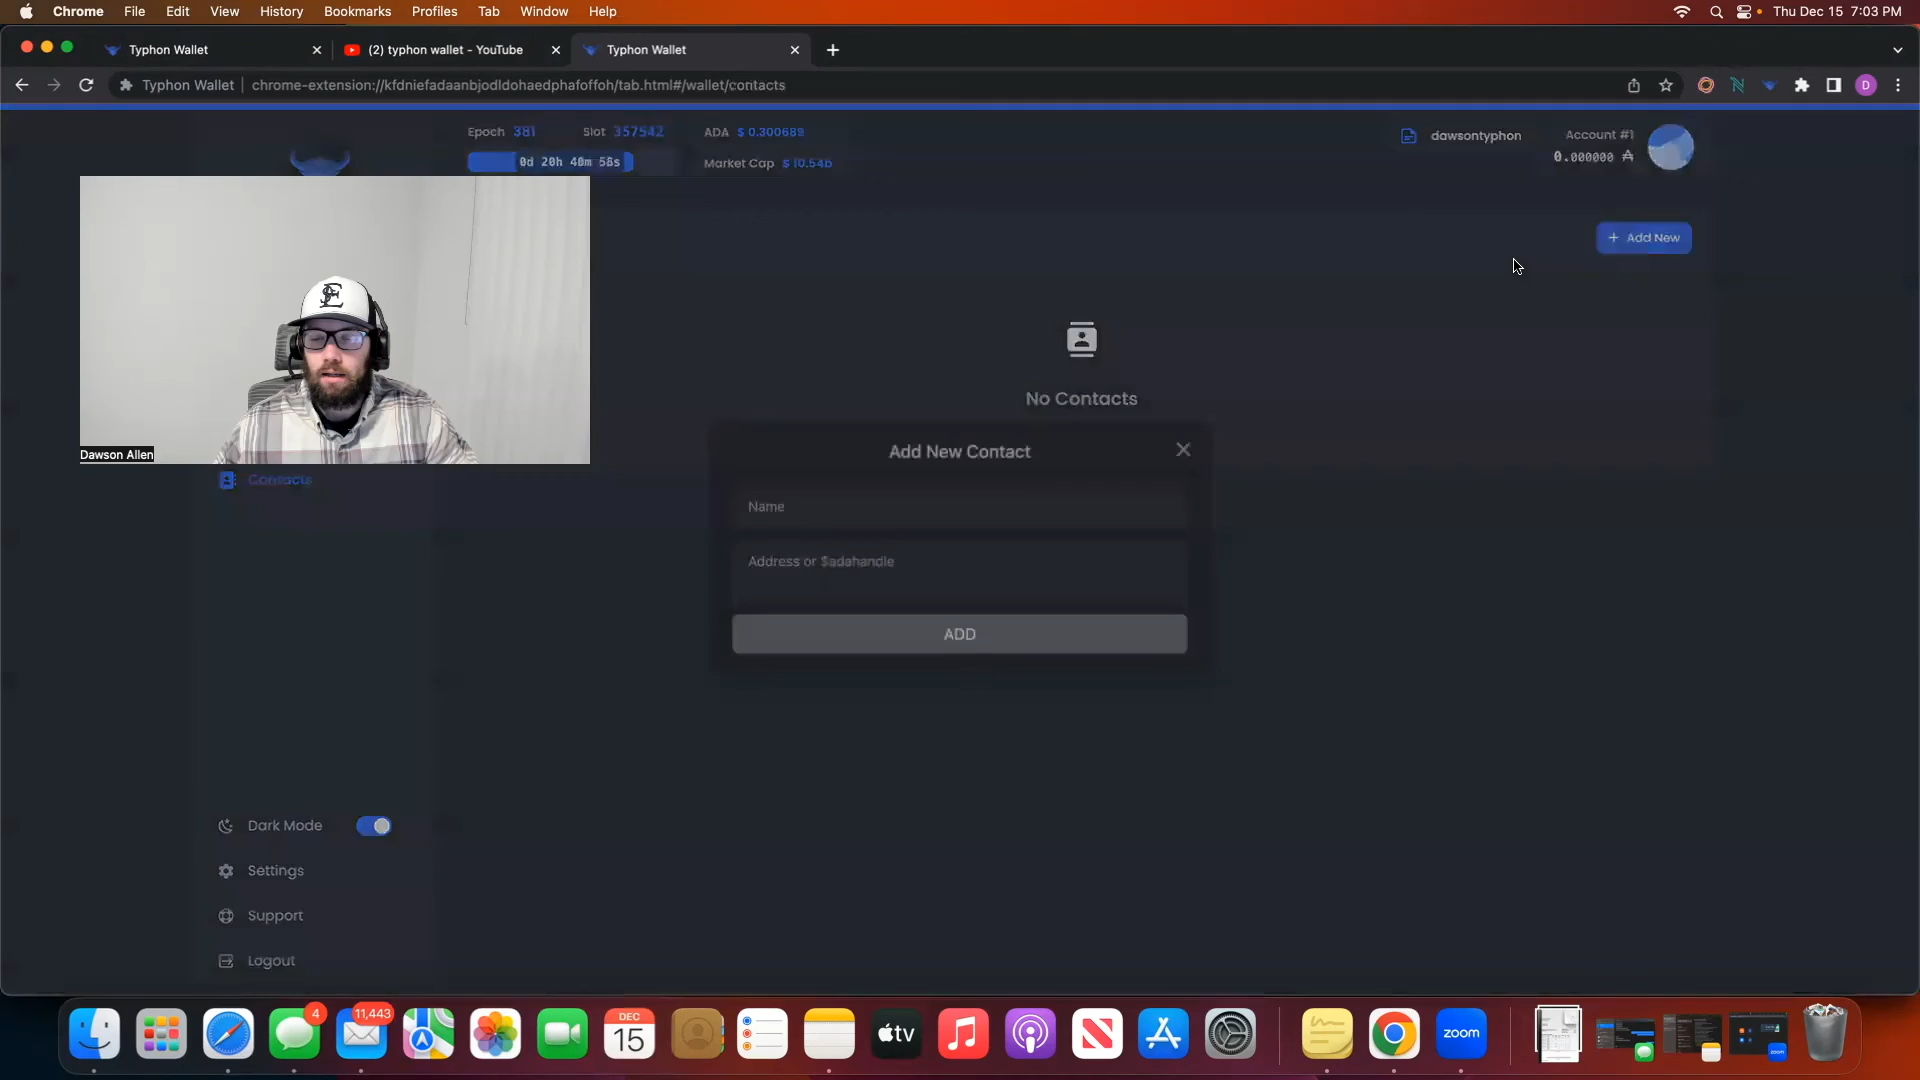 Chrome File Edit View History Bookmarks Profiles Tab Window Help
Thu Dec 15 7:03 PM
Typhon Wallet
(2) typhon wallet - YouTube
Typhon Wallet
Typhon Wallet | chrome-extension://kfdniefadaanbjodldohaedphafoffoh/tab.html#/wallet/contacts
D
Epoch 381 Slot 357542
ADA $ 0.300689
0d 20h 40m 58s
Market Cap $ 10.54b
dawsontyphon
Account #1
0.000000 ₳
+ Add New
Dawson Allen
No Contacts
Contacts
Add New Contact
Name
Address or $adahandle
ADD
Dark Mode
Settings
Support
Logout
4
11,443
DEC
15
tv
zoom